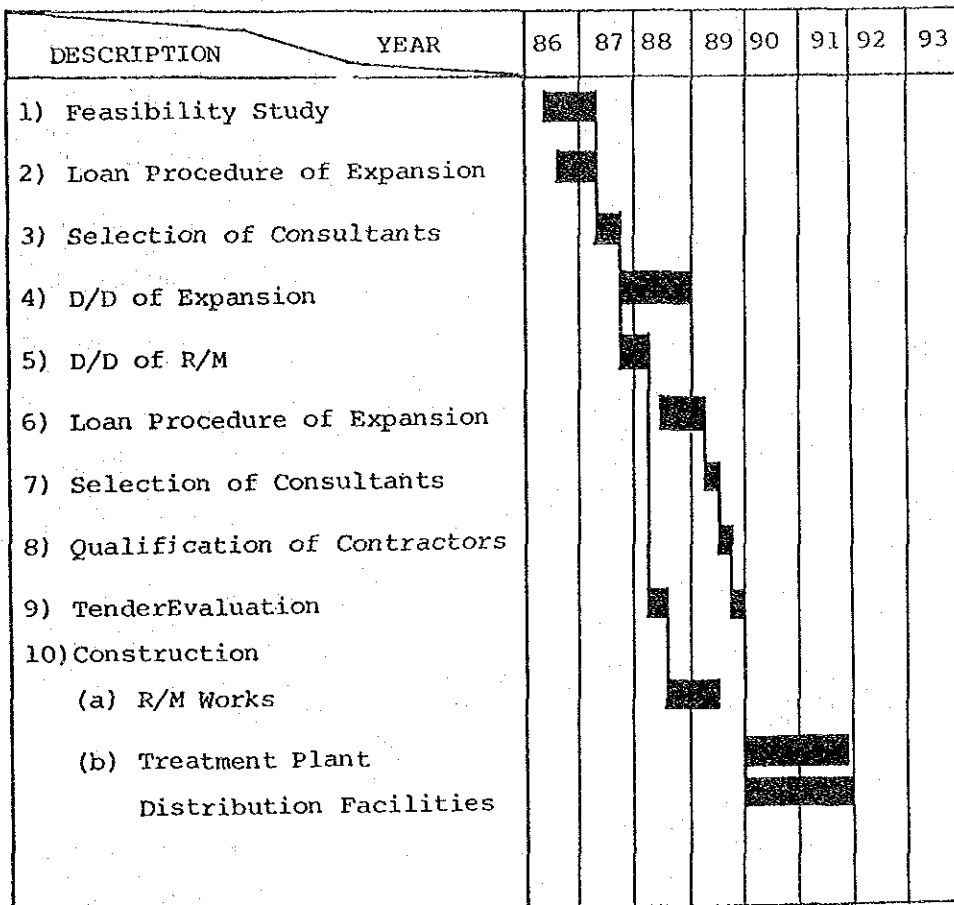 DESCRIPTION YEAR 86 87 88 89 90 91 92 93
1) Feasibility Study
2) Loan Procedure of Expansion
3) Selection of Consultants
4) D/D of Expansion
5) D/D of R/M
6) Loan Procedure of Expansion
7) Selection of Consultants
8) Qualification of Contractors
9) TenderEvaluation
10) Construction
(a) R/M Works
(b) Treatment Plant
Distribution Facilities